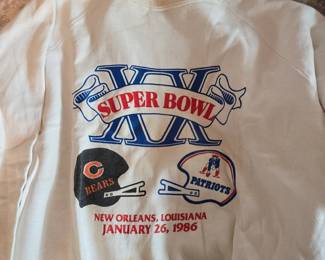 XX
SUPER BOWL
C
BEARS
PATRIOTS
NEW ORLEANS, LOUISIANA
JANUARY 26, 1986